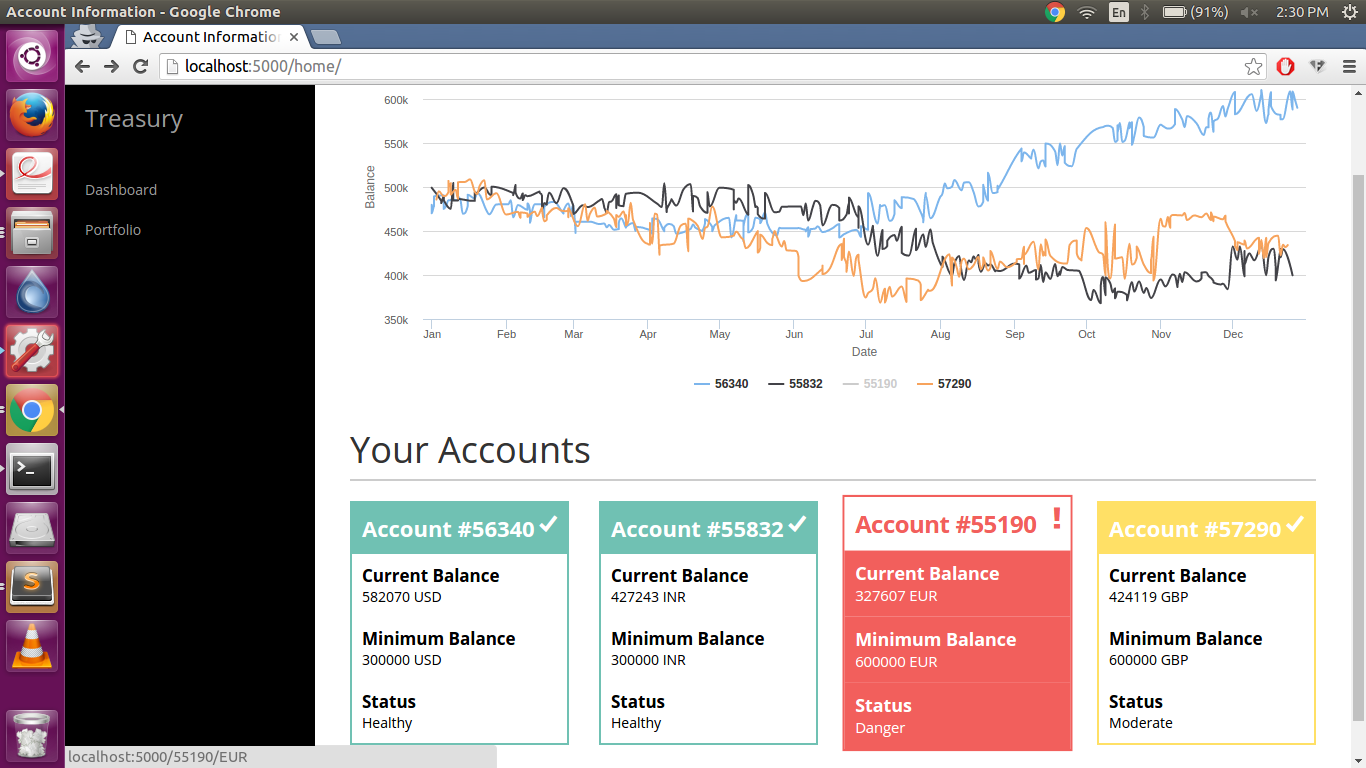 Account Information - Google Chrome
En
(91%)
2:30 PM
Account Information
localhost:5000/home/
Treasury
Dashboard
Portfolio
600k
550k
500k
450k
400k
350k
Balance
Jan Feb Mar Apr May Jun Jul Aug Sep Oct Nov Dec
Date
56340 55832 55190 57290
Your Accounts
Account #56340
Current Balance
582070 USD
Minimum Balance
300000 USD
Status
Healthy
Account #55832
Current Balance
427243 INR
Minimum Balance
300000 INR
Status
Healthy
Account #55190 !
Current Balance
327607 EUR
Minimum Balance
600000 EUR
Status
Danger
Account #57290
Current Balance
424119 GBP
Minimum Balance
600000 GBP
Status
Moderate
localhost:5000/55190/EUR